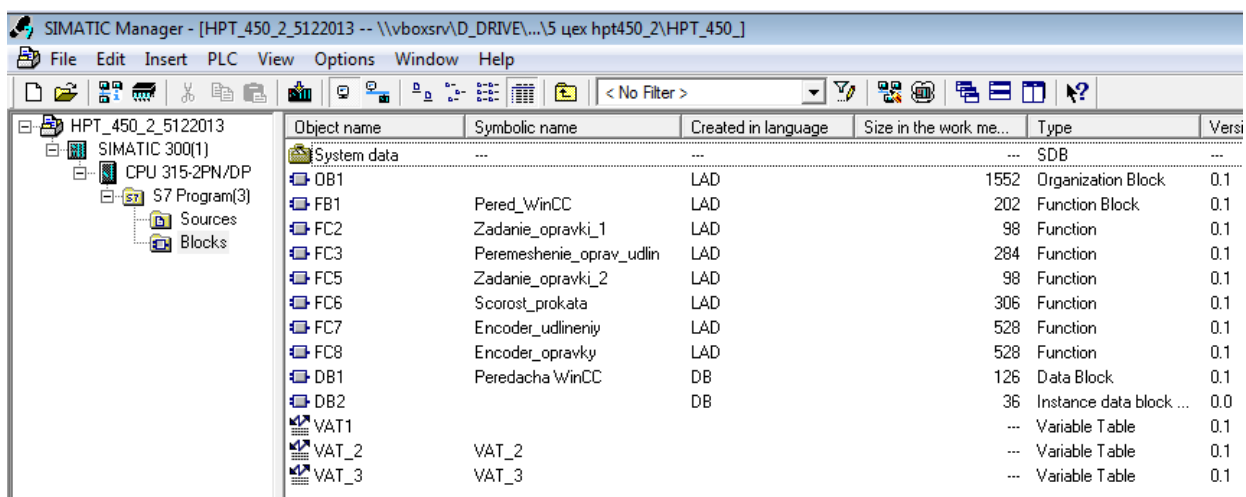 SIMATIC Manager - [HPT_450_2_5122013 -- \\vboxsrv\D_DRIVE\...\5 цех hpt450_2\HPT_450_]
File Edit Insert PLC View Options Window Help
< No Filter >
HPT_450_2_5122013
SIMATIC 300(1)
CPU 315-2PN/DP
S7 Program(3)
Sources
Blocks
Object name Symbolic name Created in language Size in the work me... Type Versi
System data --- --- --- SDB ---
OB1 LAD 1552 Organization Block 0.1
FB1 Pered_WinCC LAD 202 Function Block 0.1
FC2 Zadanie_opravki_1 LAD 98 Function 0.1
FC3 Peremeshenie_oprav_udlin LAD 284 Function 0.1
FC5 Zadanie_opravki_2 LAD 98 Function 0.1
FC6 Scorost_prokata LAD 306 Function 0.1
FC7 Encoder_udlineniy LAD 528 Function 0.1
FC8 Encoder_opravky LAD 528 Function 0.1
DB1 Peredacha WinCC DB 126 Data Block 0.1
DB2 DB 36 Instance data block ... 0.0
VAT1 --- Variable Table 0.1
VAT_2 VAT_2 --- Variable Table 0.1
VAT_3 VAT_3 --- Variable Table 0.1